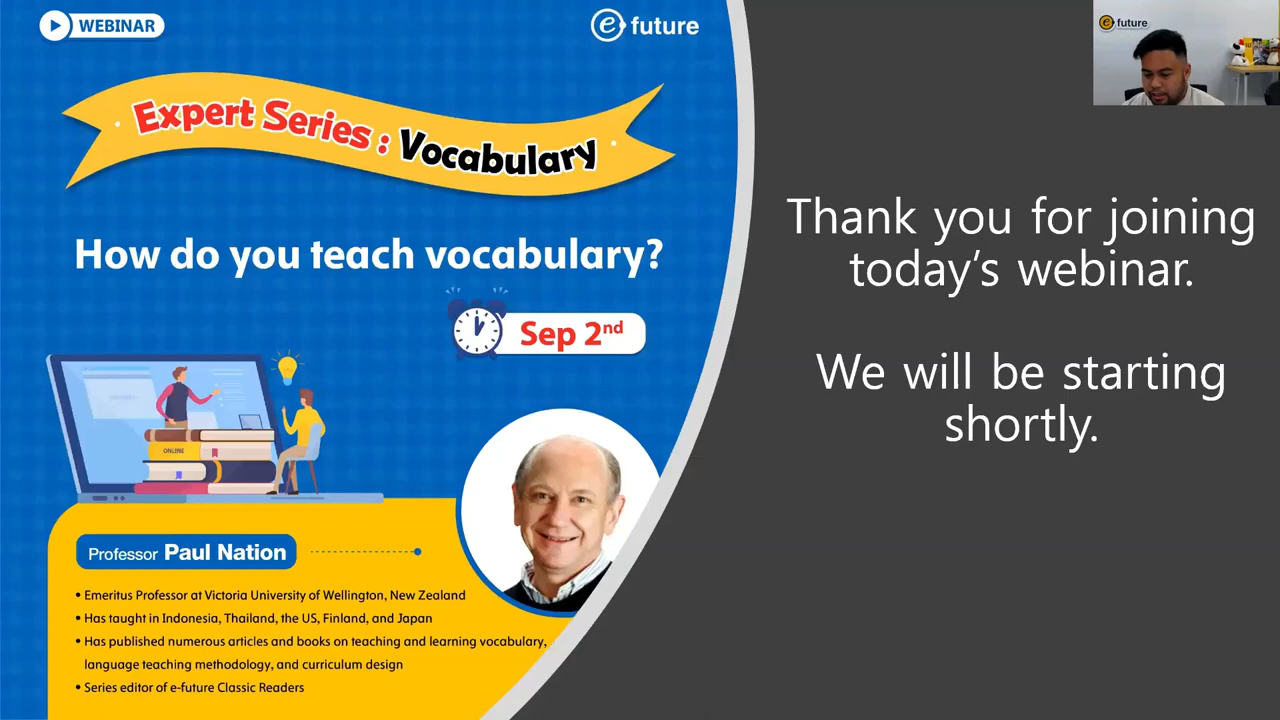 WEBINAR
e future
Expert Series : Vocabulary
How do you teach vocabulary?
Sep 2nd
ONLINE
Professor Paul Nation
• Emeritus Professor at Victoria University of Wellington, New Zealand
• Has taught in Indonesia, Thailand, the US, Finland, and Japan
• Has published numerous articles and books on teaching and learning vocabulary,
language teaching methodology, and curriculum design
• Series editor of e-future Classic Readers
Thank you for joining
today’s webinar.
We will be starting
shortly.
e future